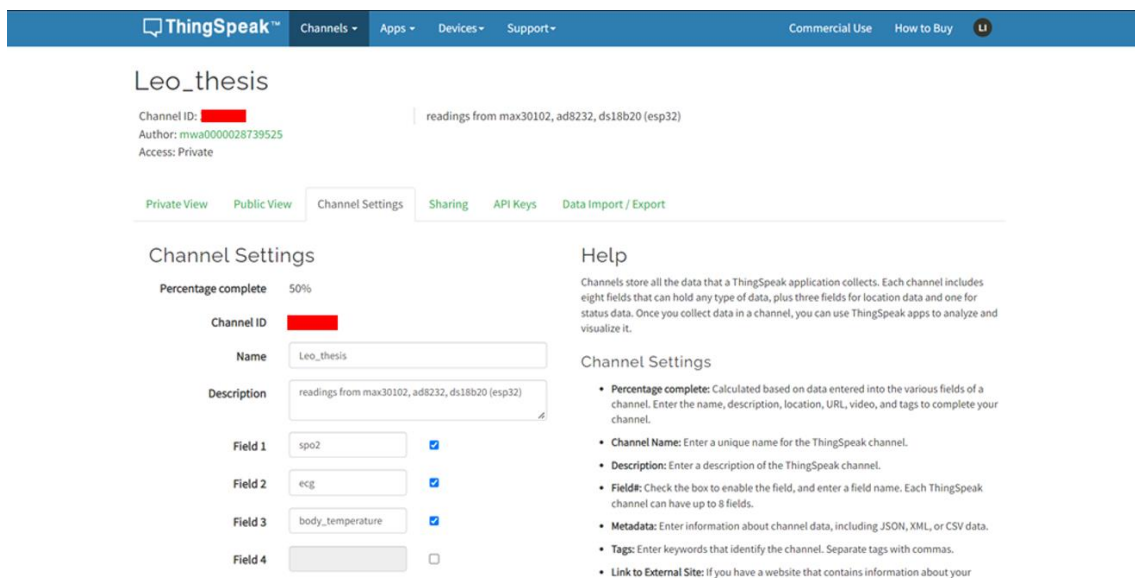 ThingSpeak™ Channels Apps Devices Support Commercial Use How to Buy LI
Leo_thesis
Channel ID:
readings from max30102, ad8232, ds18b20 (esp32)
Author: mwa0000028739525
Access: Private
Private View Public View Channel Settings Sharing API Keys Data Import / Export
Channel Settings
Percentage complete 50%
Channel ID
Name Leo_thesis
Description readings from max30102, ad8232, ds18b20 (esp32)
Field 1 spo2
Field 2 ecg
Field 3 body_temperature
Field 4
Help
Channels store all the data that a ThingSpeak application collects. Each channel includes
eight fields that can hold any type of data, plus three fields for location data and one for
status data. Once you collect data in a channel, you can use ThingSpeak apps to analyze and
visualize it.
Channel Settings
• Percentage complete: Calculated based on data entered into the various fields of a
channel. Enter the name, description, location, URL, video, and tags to complete your
channel.
• Channel Name: Enter a unique name for the ThingSpeak channel.
• Description: Enter a description of the ThingSpeak channel.
• Field#: Check the box to enable the field, and enter a field name. Each ThingSpeak
channel can have up to 8 fields.
• Metadata: Enter information about channel data, including JSON, XML, or CSV data.
• Tags: Enter keywords that identify the channel. Separate tags with commas.
• Link to External Site: If you have a website that contains information about your